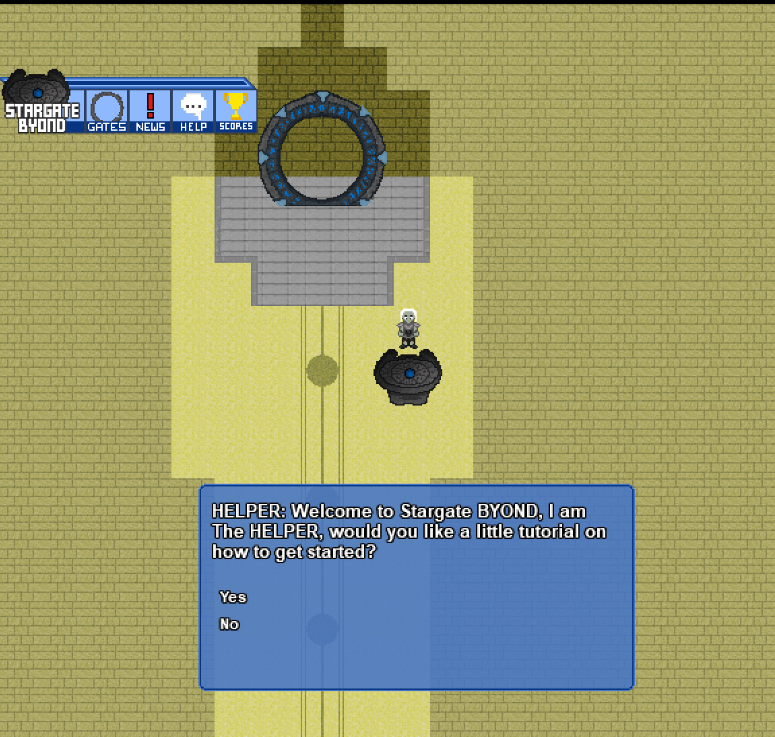 STARGATE
BYOND
GATES
NEWS
HELP
SCORES
HELPER: Welcome to Stargate BYOND, I am
The HELPER, would you like a little tutorial on
how to get started?
Yes
No